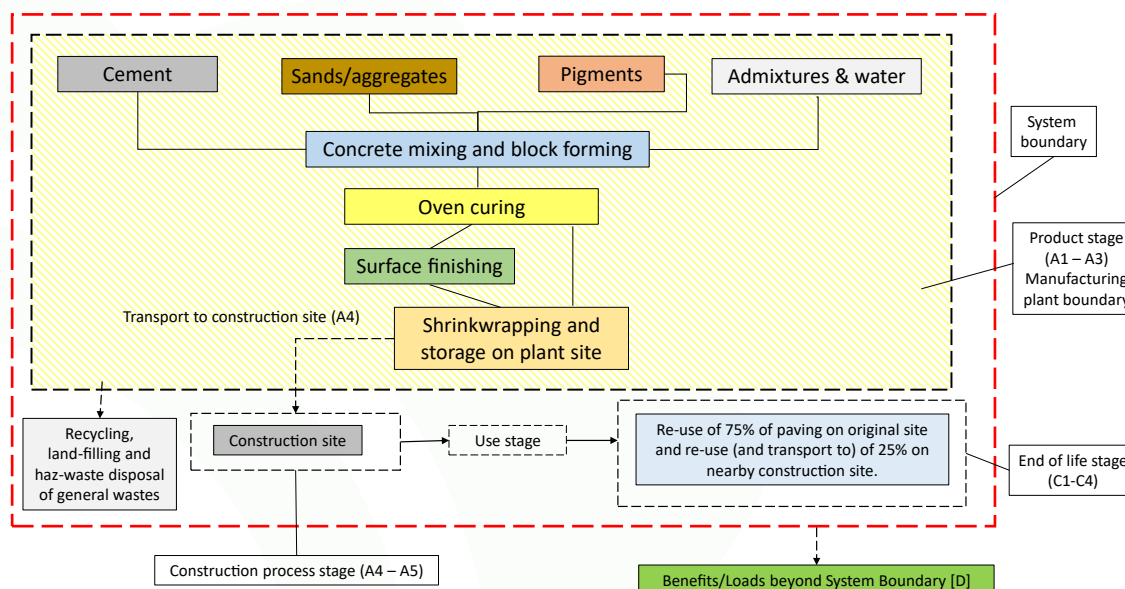 Cement
Sands/aggregates
Pigments
Admixtures & water
Concrete mixing and block forming
System
boundary
Oven curing
Surface finishing
Product stage
(A1 – A3)
Manufacturing
plant boundary
Transport to construction site (A4)
Shrinkwrapping and
storage on plant site
Recycling,
land-filling and
haz-waste disposal
of general wastes
Construction site
Use stage
Re-use of 75% of paving on original site
and re-use (and transport to) of 25% on
nearby construction site.
End of life stage
(C1-C4)
Construction process stage (A4 – A5)
Benefits/Loads beyond System Boundary [D]